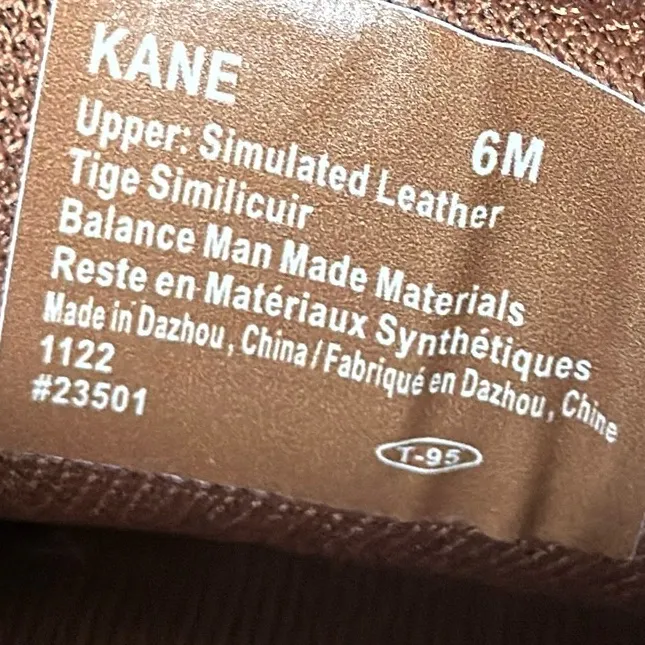 KANE
6M
Upper: Simulated Leather
Tige Similicuir
Balance Man Made Materials
Reste en Matériaux Synthétiques
Made in Dazhou, China/Fabriqué en Dazhou, Chine
1122
#23501
T-95